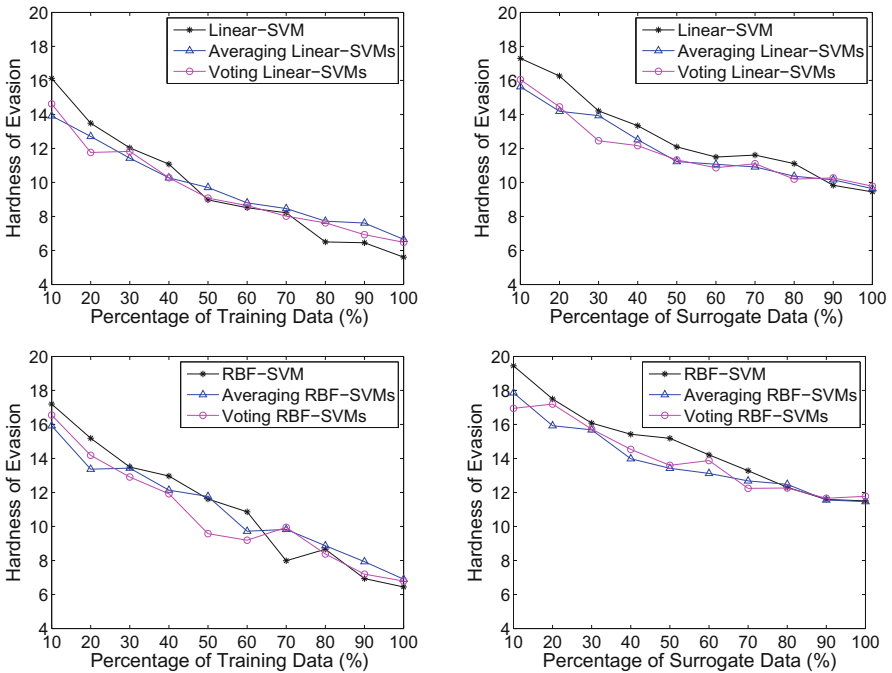 20
18
16
14
12
10
8
6
4
Hardness of Evasion
Linear−SVM
Averaging Linear−SVMs
Voting Linear−SVMs
10 20 30 40 50 60 70 80 90 100
Percentage of Training Data (%)
20
18
16
14
12
10
8
6
4
Hardness of Evasion
Linear−SVM
Averaging Linear−SVMs
Voting Linear−SVMs
10 20 30 40 50 60 70 80 90 100
Percentage of Surrogate Data (%)
20
18
16
14
12
10
8
6
4
Hardness of Evasion
RBF−SVM
Averaging RBF−SVMs
Voting RBF−SVMs
10 20 30 40 50 60 70 80 90 100
Percentage of Training Data (%)
20
18
16
14
12
10
8
6
4
Hardness of Evasion
RBF−SVM
Averaging RBF−SVMs
Voting RBF−SVMs
10 20 30 40 50 60 70 80 90 100
Percentage of Surrogate Data (%)